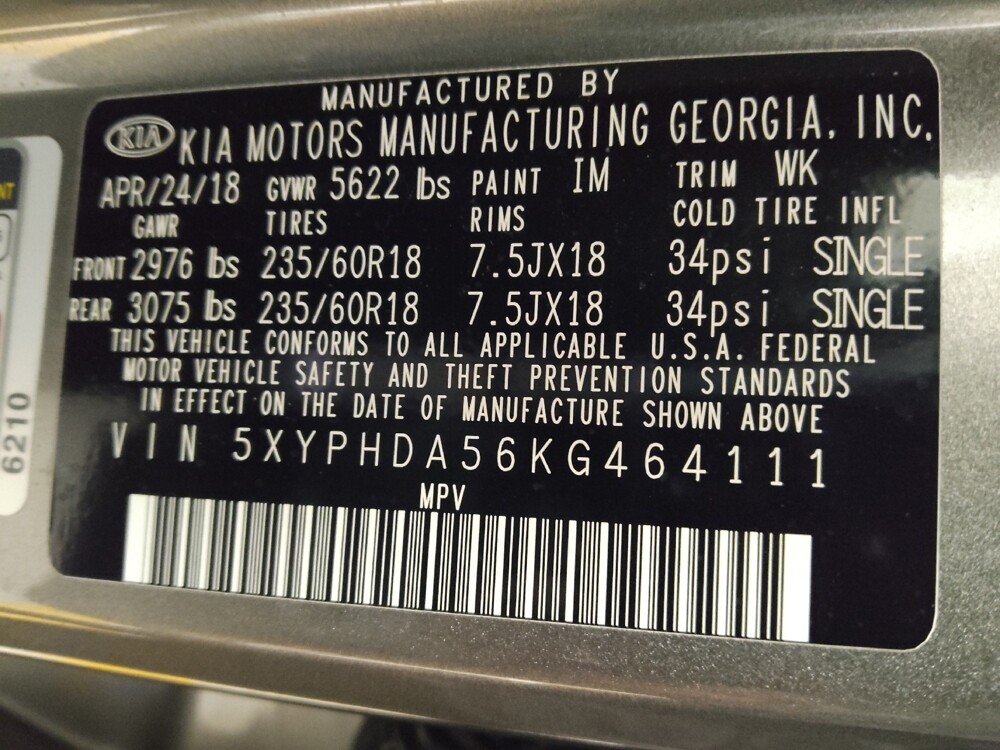 MANUFACTURED BY
KIA KIA MOTORS MANUFACTURING GEORGIA, INC.
APR/24/18 GVWR 5622 lbs PAINT IM TRIM WK
GAWR TIRES RIMS COLD TIRE INFL
FRONT 2976 lbs 235/60R18 7.5JX18 34psi SINGLE
REAR 3075 lbs 235/60R18 7.5JX18 34psi SINGLE
THIS VEHICLE CONFORMS TO ALL APPLICABLE U.S.A. FEDERAL
MOTOR VEHICLE SAFETY AND THEFT PREVENTION STANDARDS
IN EFFECT ON THE DATE OF MANUFACTURE SHOWN ABOVE
VIN 5XYPHDA56KG464111
MPV
6210